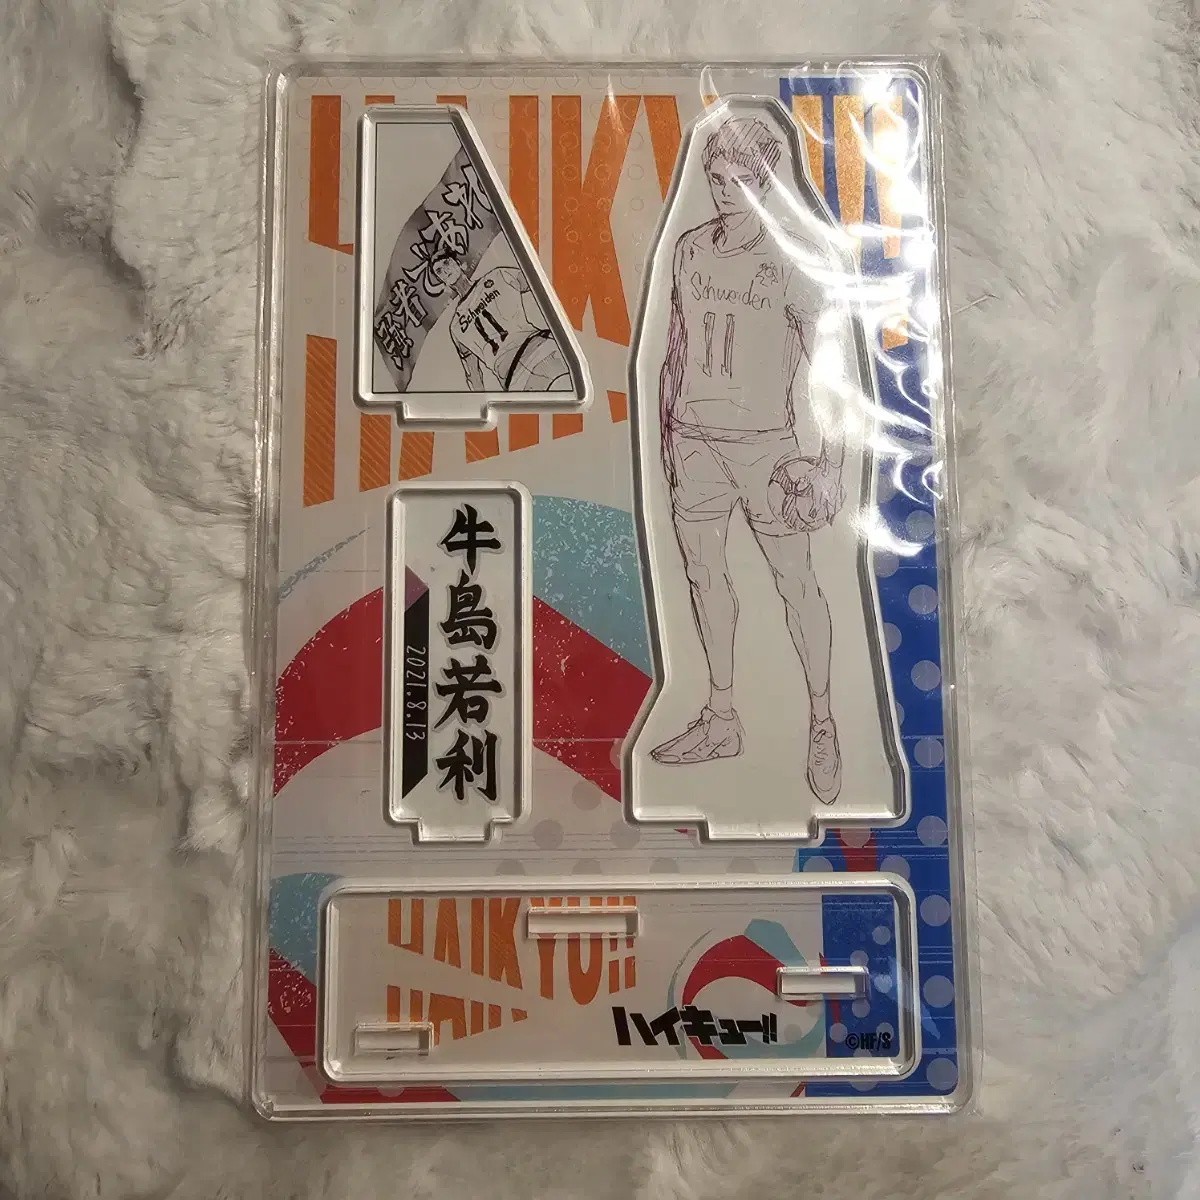 HAIKYU!!
HAIKYU!!
Schweiden
11
Schweiden
11
牛島若利
2021.8.13
HAIKYU!!
ハイキュー!!
©HF/S